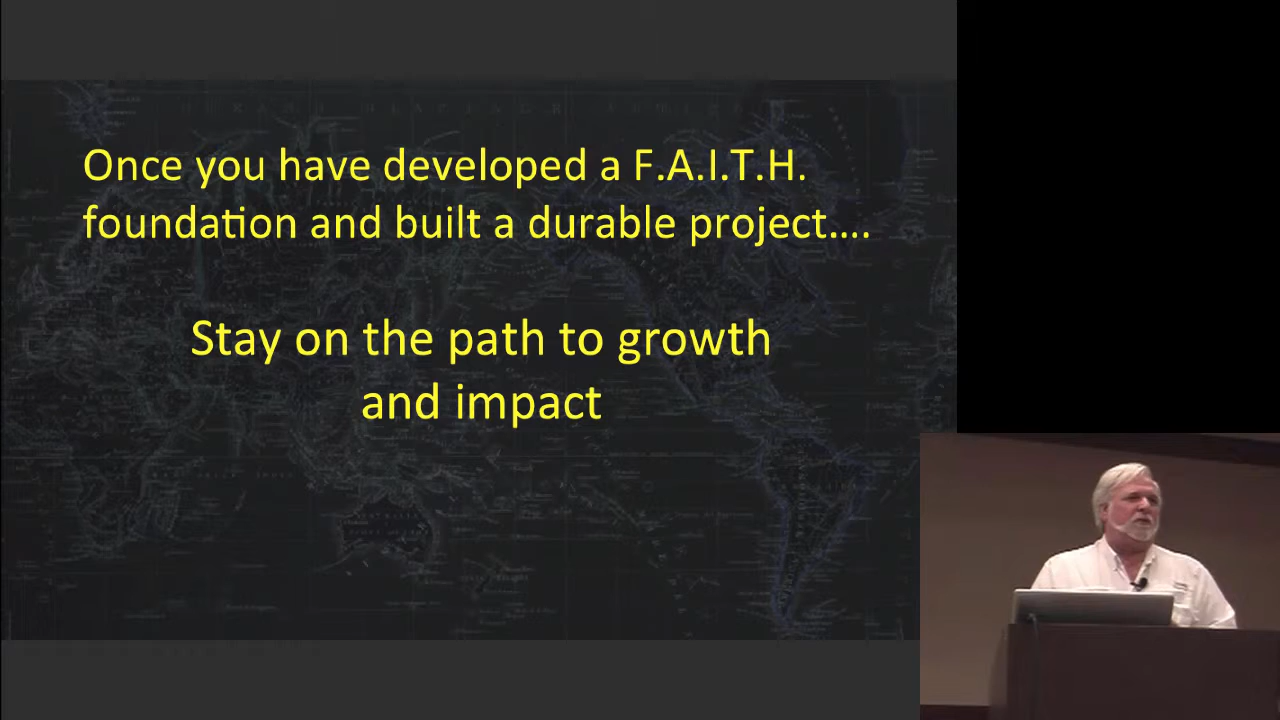 Once you have developed a F.A.I.T.H.
foundation and built a durable project....
Stay on the path to growth
and impact